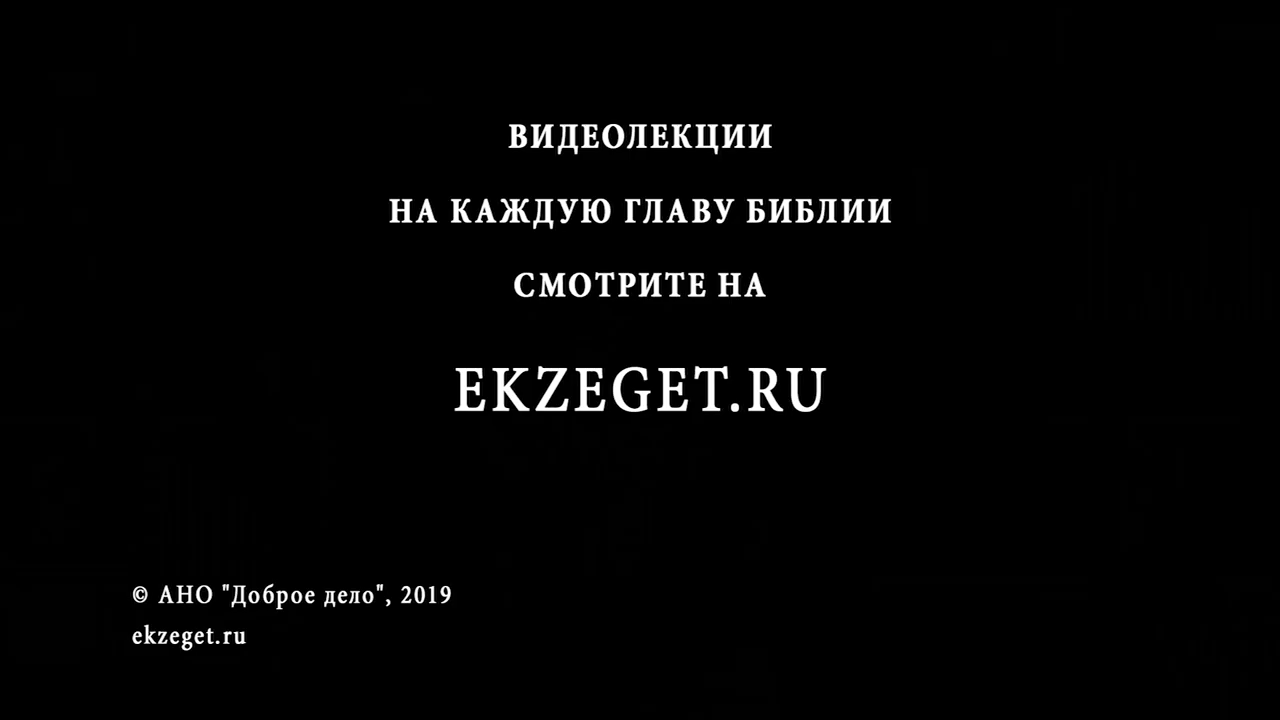 ВИДЕОЛЕКЦИИ
НА КАЖДУЮ ГЛАВУ БИБЛИИ
СМОТРИТЕ НА
EKZEGET.RU
© АНО "Доброе дело", 2019
ekzeget.ru